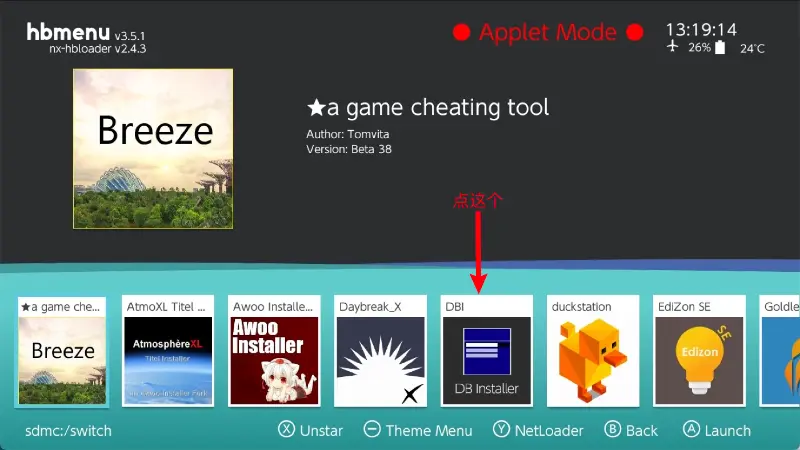 hbmenu v3.5.1
nx-hbloader v2.4.3
Applet Mode
13:19:14
26%
24°C
Breeze
★a game cheating tool
Author: Tomvita
Version: Beta 38
点这个
★a game che...
AtmoXL Titel ...
Awoo Installe...
Daybreak_X
DBI
duckstation
EdiZon SE
Goldle
Breeze
AtmosphèreXL
Titel Installer
Awoo
Installer
DB Installer
SE
Edizon
sdmc:/switch
X Unstar
Theme Menu
Y NetLoader
B Back
A Launch